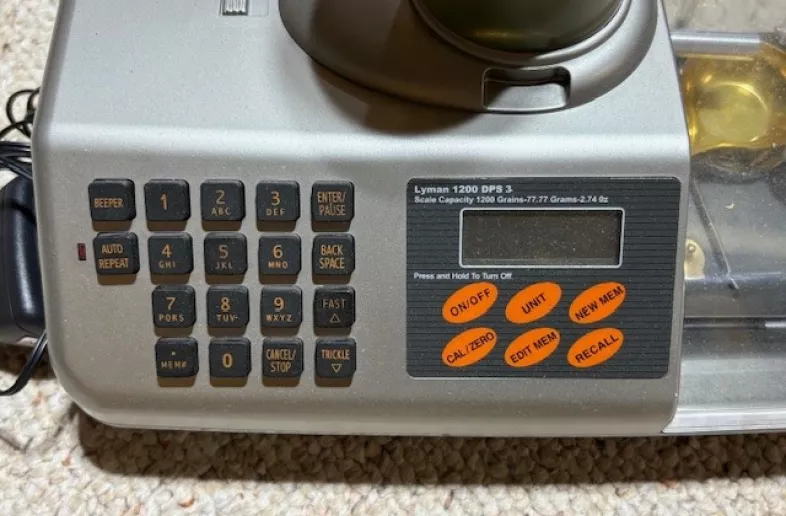 BEEPER
1
2
ABC
3
DEF
ENTER/
PAUSE
AUTO
REPEAT
4
GHI
5
JKL
6
MNO
BACK
SPACE
7
PQRS
8
TUV
9
WXYZ
FAST
MEM#
0
CANCEL/
STOP
TRICKLE
Lyman 1200 DPS 3
Scale Capacity 1200 Grains-77.77 Grams-2.74 Oz
Press and Hold To Turn Off
ON/OFF
UNIT
NEW MEM
CAL/ZERO
EDIT MEM
RECALL